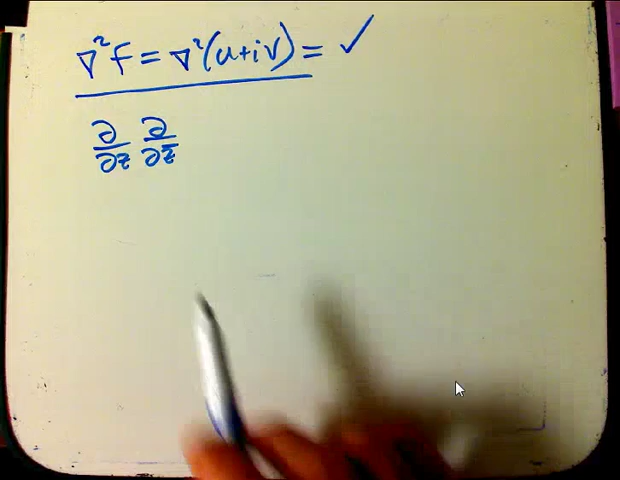 ∇²f = ∇²(u+iv) = ✓
∂/∂z ∂/∂z̄